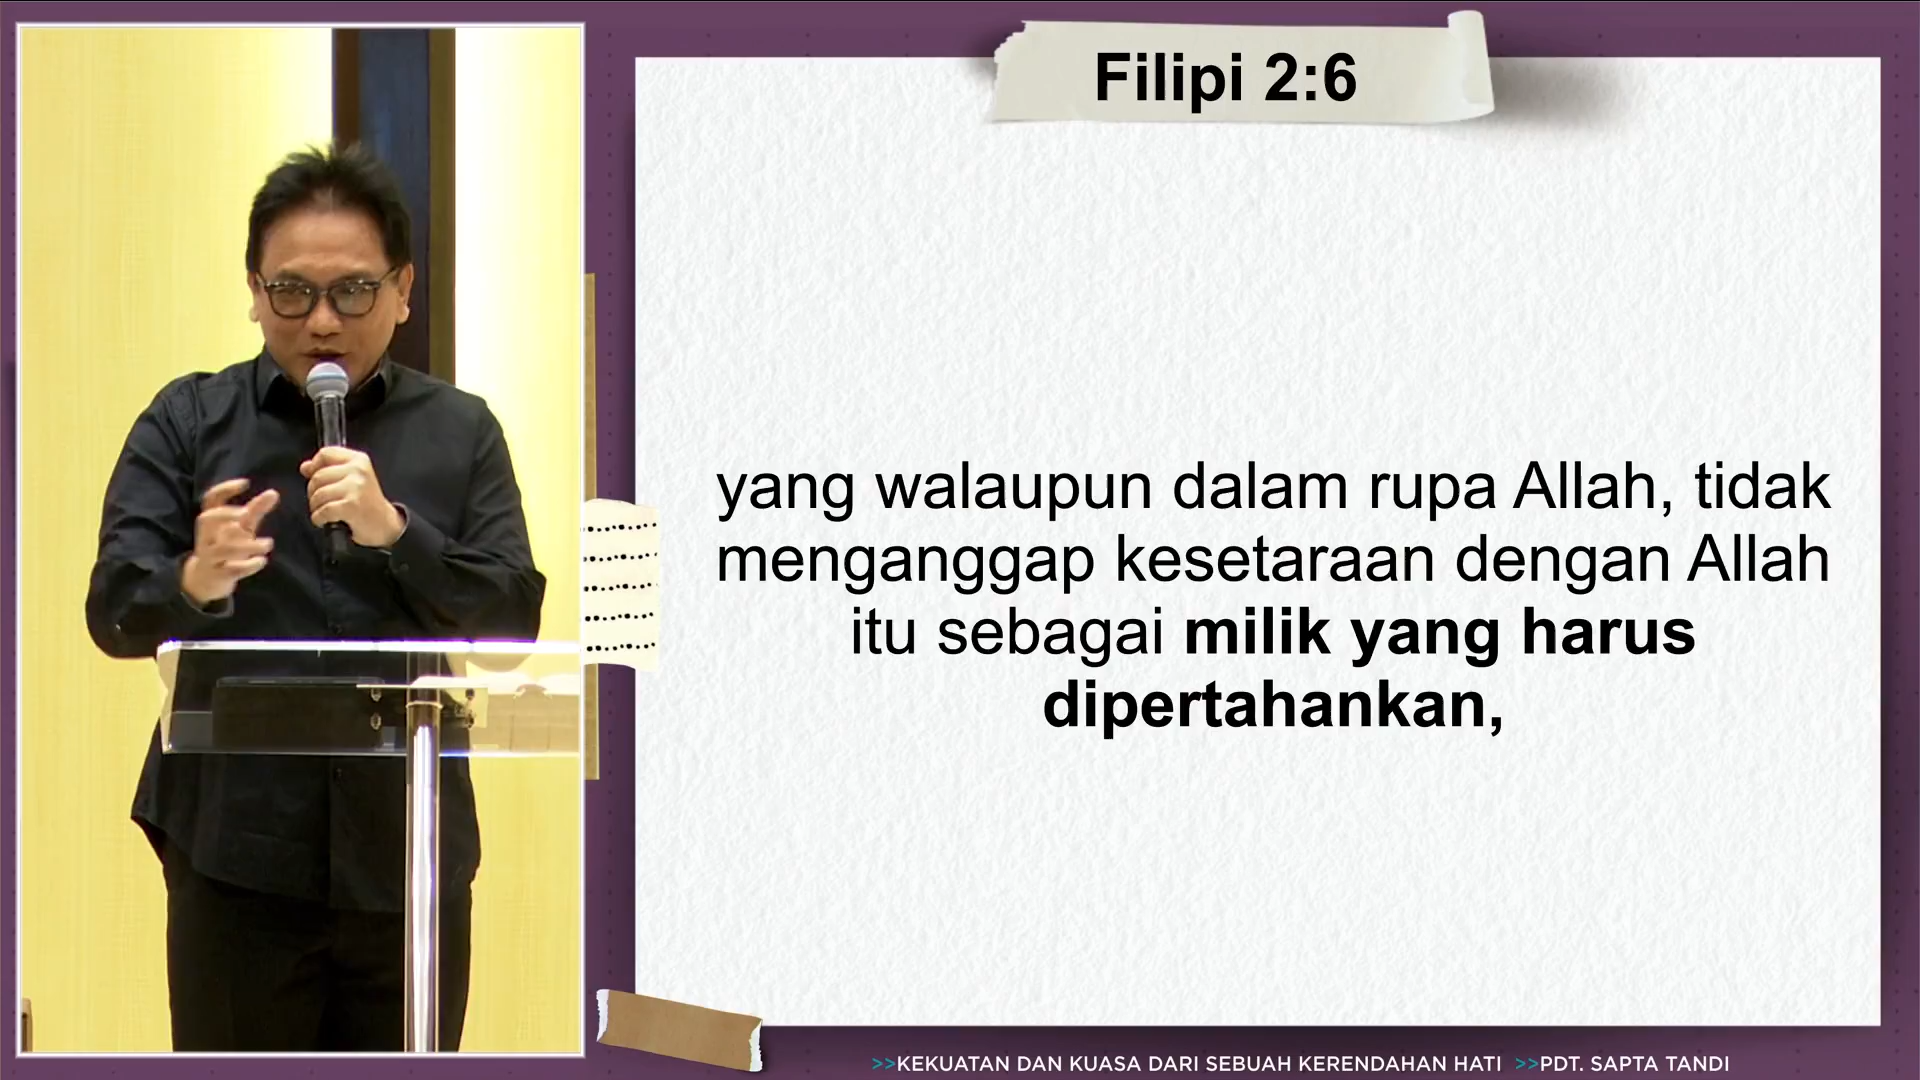 Filipi 2:6
yang walaupun dalam rupa Allah, tidak
menganggap kesetaraan dengan Allah
itu sebagai milik yang harus
dipertahankan,
>>KEKUATAN DAN KUASA DARI SEBUAH KERENDAHAN HATI >>PDT. SAPTA TANDI